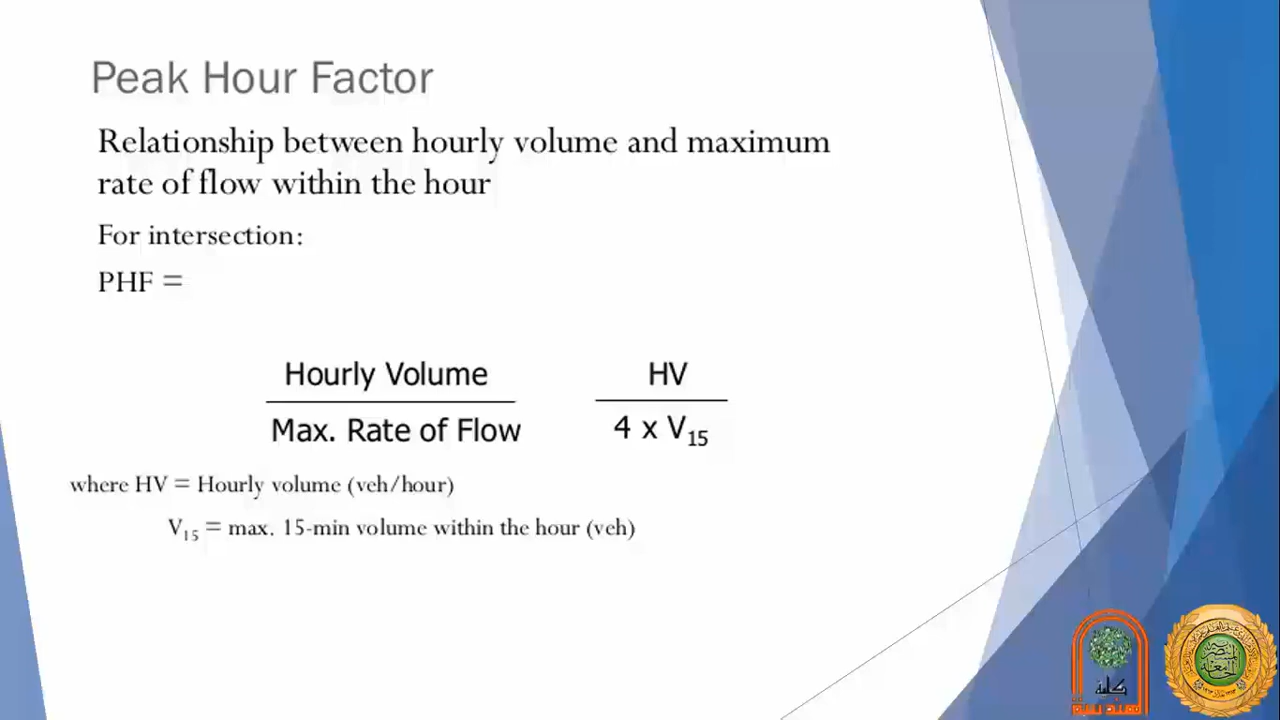 Peak Hour Factor
Relationship between hourly volume and maximum
rate of flow within the hour
For intersection:
PHF =
Hourly Volume
Max. Rate of Flow
HV
4 x V₁₅
where HV = Hourly volume (veh/hour)
V₁₅ = max. 15-min volume within the hour (veh)
كلية
الهندسة